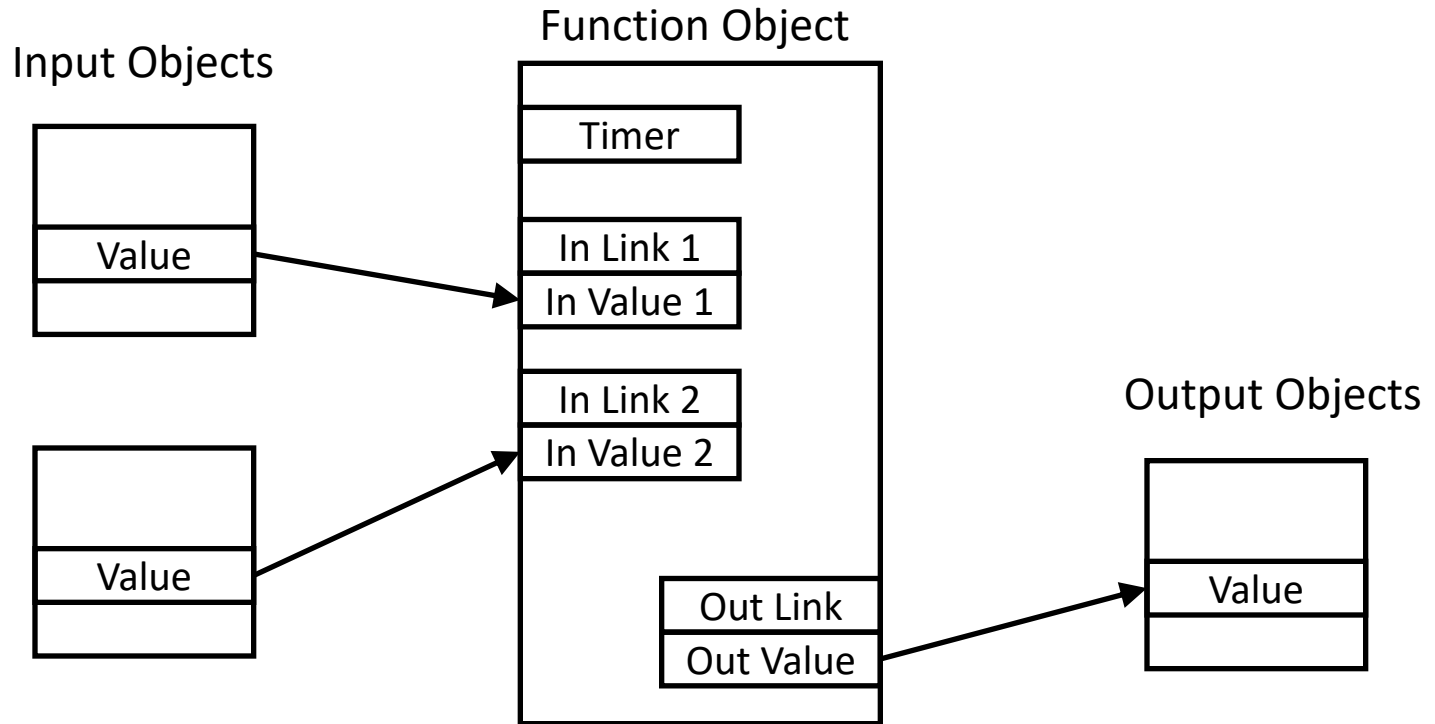 Function Object
Input Objects
Timer
Value
In Link 1
In Value 1
In Link 2
In Value 2
Value
Output Objects
Out Link
Out Value
Value